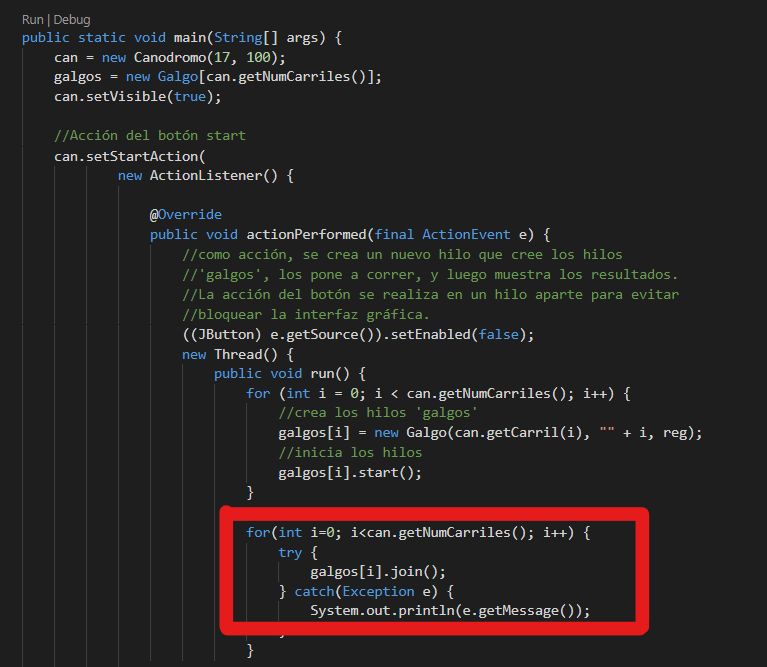 Run | Debug
public static void main(String[] args) {
can = new Canodromo(17, 100);
galgos = new Galgo[can.getNumCarriles()];
can.setVisible(true);
//Acción del botón start
can.setStartAction(
new ActionListener() {
@Override
public void actionPerformed(final ActionEvent e) {
//como acción, se crea un nuevo hilo que cree los hilos
//'galgos', los pone a correr, y luego muestra los resultados.
//La acción del botón se realiza en un hilo aparte para evitar
//bloquear la interfaz gráfica.
((JButton) e.getSource()).setEnabled(false);
new Thread() {
public void run() {
for (int i = 0; i < can.getNumCarriles(); i++) {
//crea los hilos 'galgos'
galgos[i] = new Galgo(can.getCarril(i), "" + i, reg);
//inicia los hilos
galgos[i].start();
}
for(int i=0; i<can.getNumCarriles(); i++) {
try {
galgos[i].join();
} catch(Exception e) {
System.out.println(e.getMessage());
}